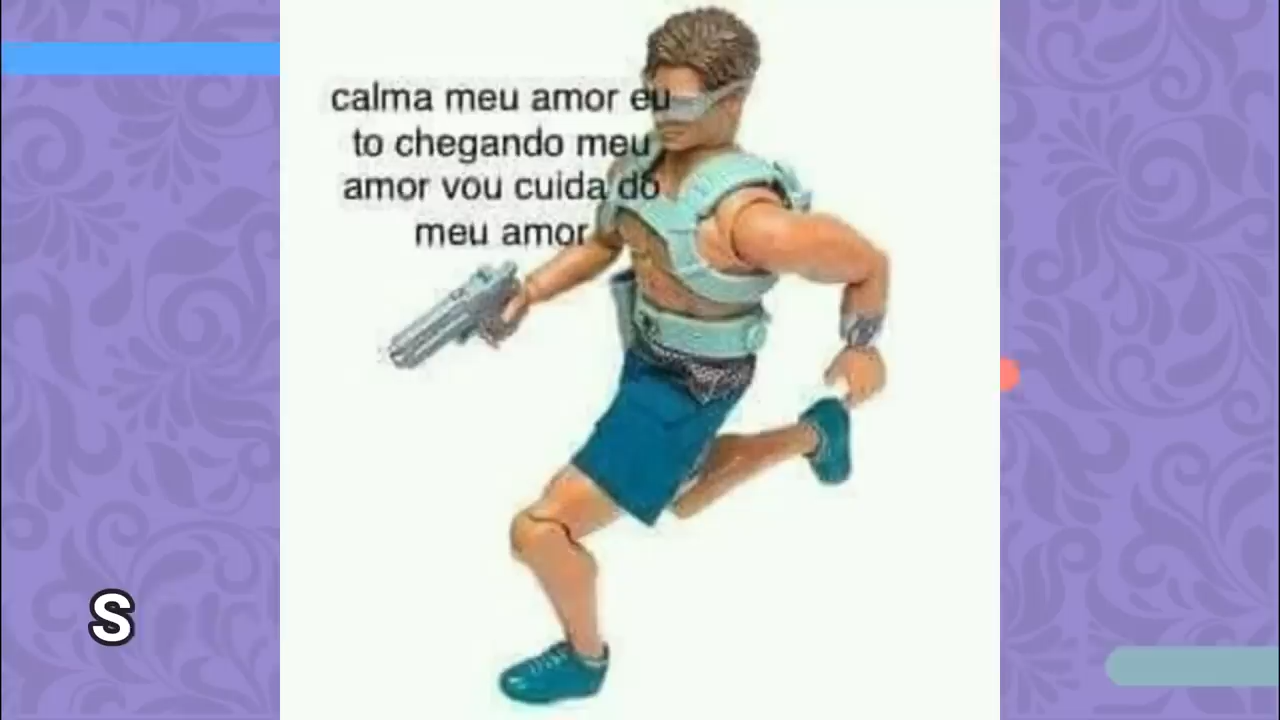 calma meu amor eu
to chegando meu
amor vou cuida do
meu amor
S